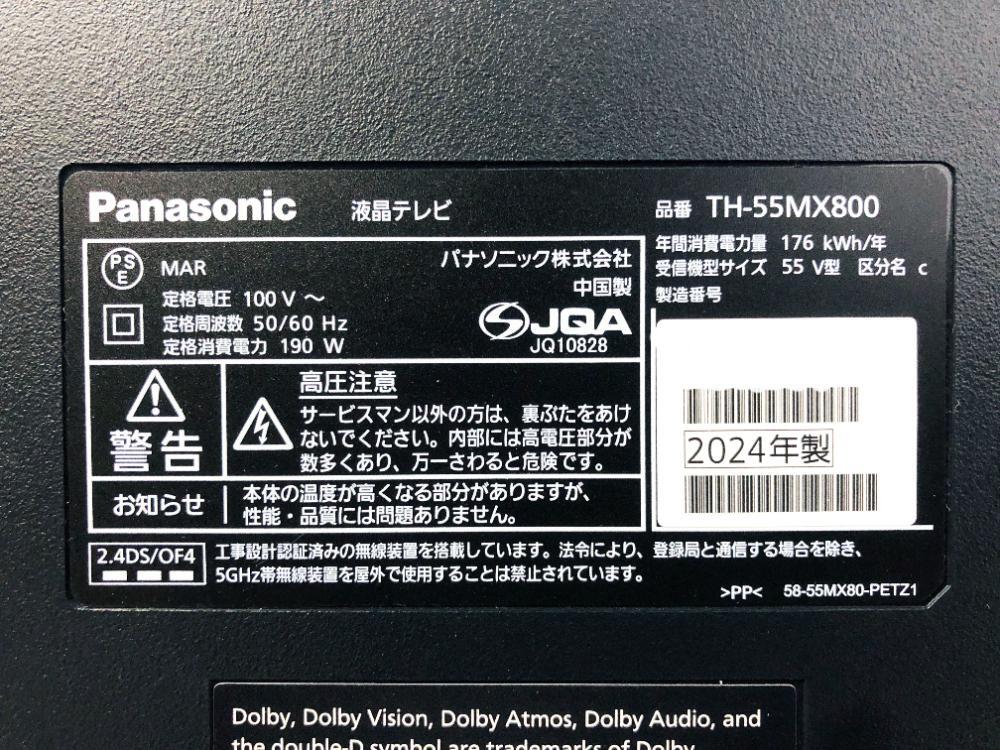 Panasonic 液晶テレビ
品番 TH-55MX800
年間消費電力量 176 kWh/年
受信機型サイズ 55 V型 区分名 c
製造番号
2024年製
PS
E
MAR
定格電圧 100 V ～
定格周波数 50/60 Hz
定格消費電力 190 W
パナソニック株式会社
中国製
JQA
JQ10828
警告
高圧注意
サービスマン以外の方は、裏ぶたをあけ
ないでください。内部には高電圧部分が
数多くあり、万一さわると危険です。
お知らせ
本体の温度が高くなる部分がありますが、
性能・品質には問題ありません。
2.4DS/OF4
工事設計認証済みの無線装置を搭載しています。法令により、登録局と通信する場合を除き、
5GHz帯無線装置を屋外で使用することは禁止されています。
>PP< 58-55MX80-PETZ1
Dolby, Dolby Vision, Dolby Atmos, Dolby Audio, and
the double-D symbol are trademarks of Dolby